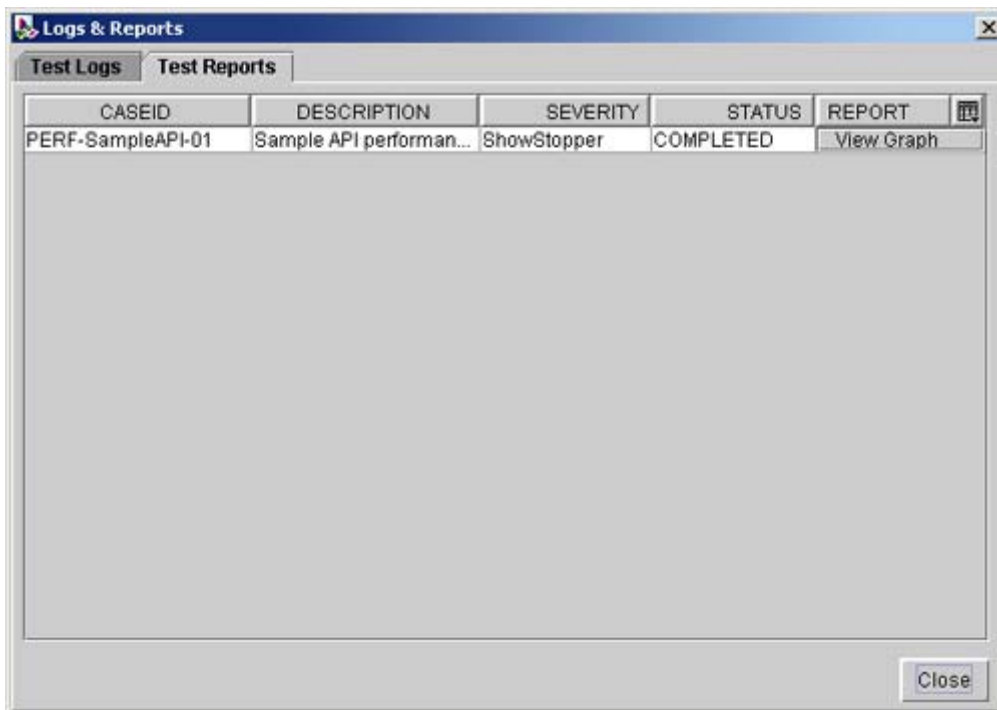 Logs & Reports
Test Logs Test Reports
CASEID DESCRIPTION SEVERITY STATUS REPORT
PERF-SampleAPI-01 Sample API performan... ShowStopper COMPLETED View Graph
Close